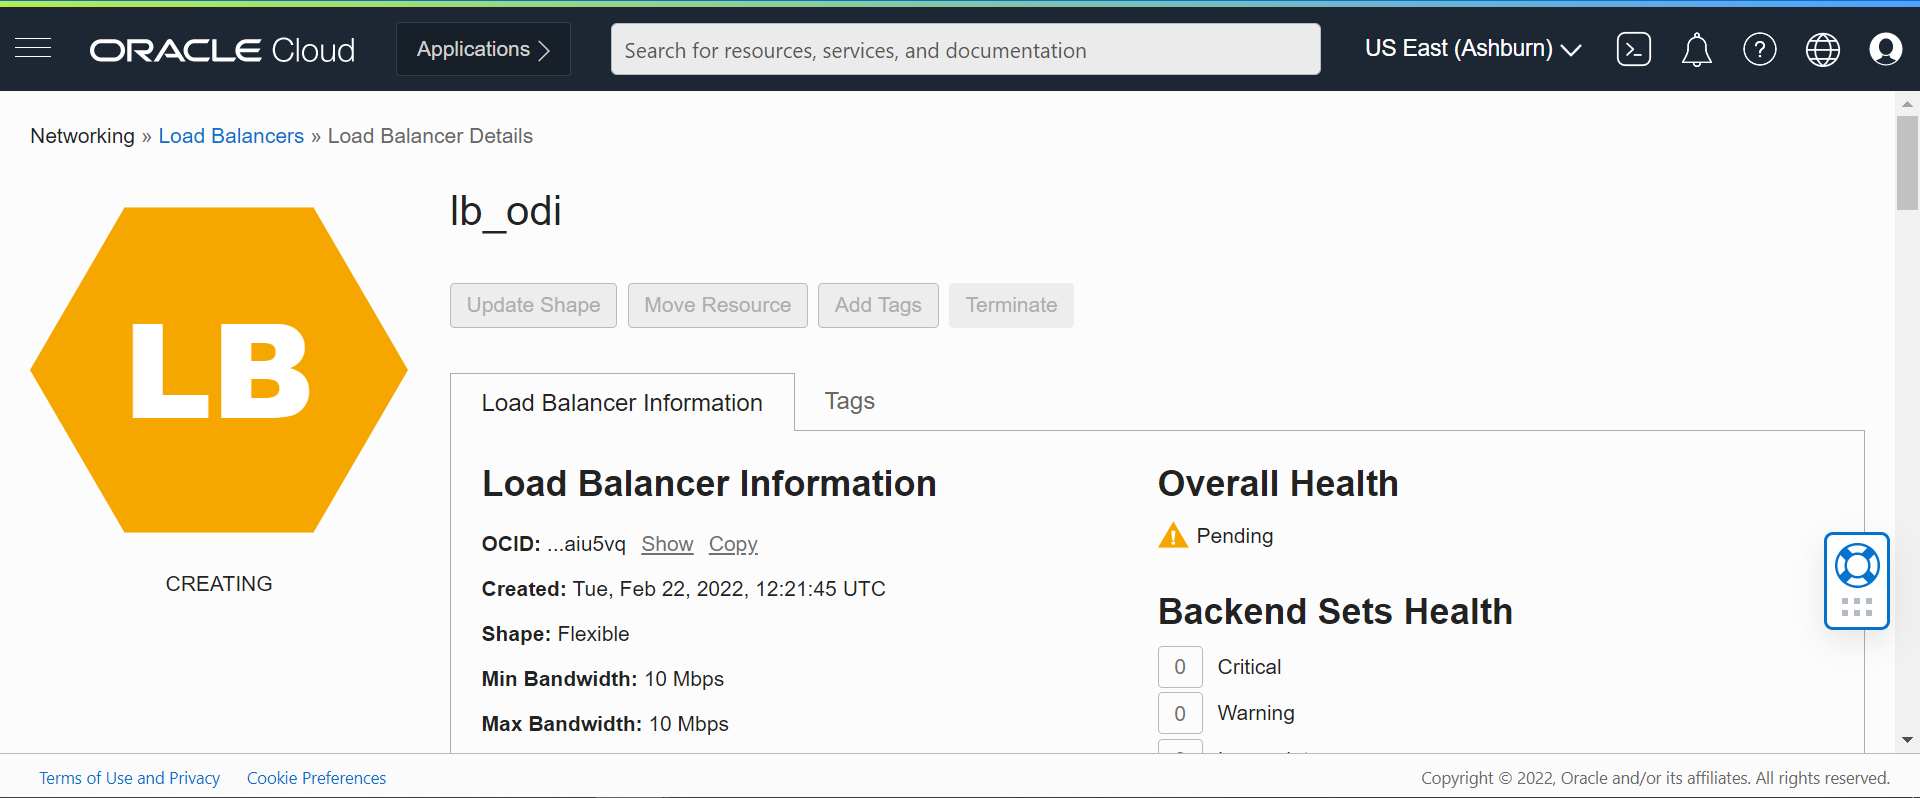 ORACLE Cloud
Applications
Search for resources, services, and documentation
US East (Ashburn)
Networking » Load Balancers » Load Balancer Details
LB
CREATING
lb_odi
Update Shape
Move Resource
Add Tags
Terminate
Load Balancer Information
Tags
Load Balancer Information
OCID: ...aiu5vq Show Copy
Created: Tue, Feb 22, 2022, 12:21:45 UTC
Shape: Flexible
Min Bandwidth: 10 Mbps
Max Bandwidth: 10 Mbps
Overall Health
Pending
Backend Sets Health
0 Critical
0 Warning
Terms of Use and Privacy
Cookie Preferences
Copyright © 2022, Oracle and/or its affiliates. All rights reserved.